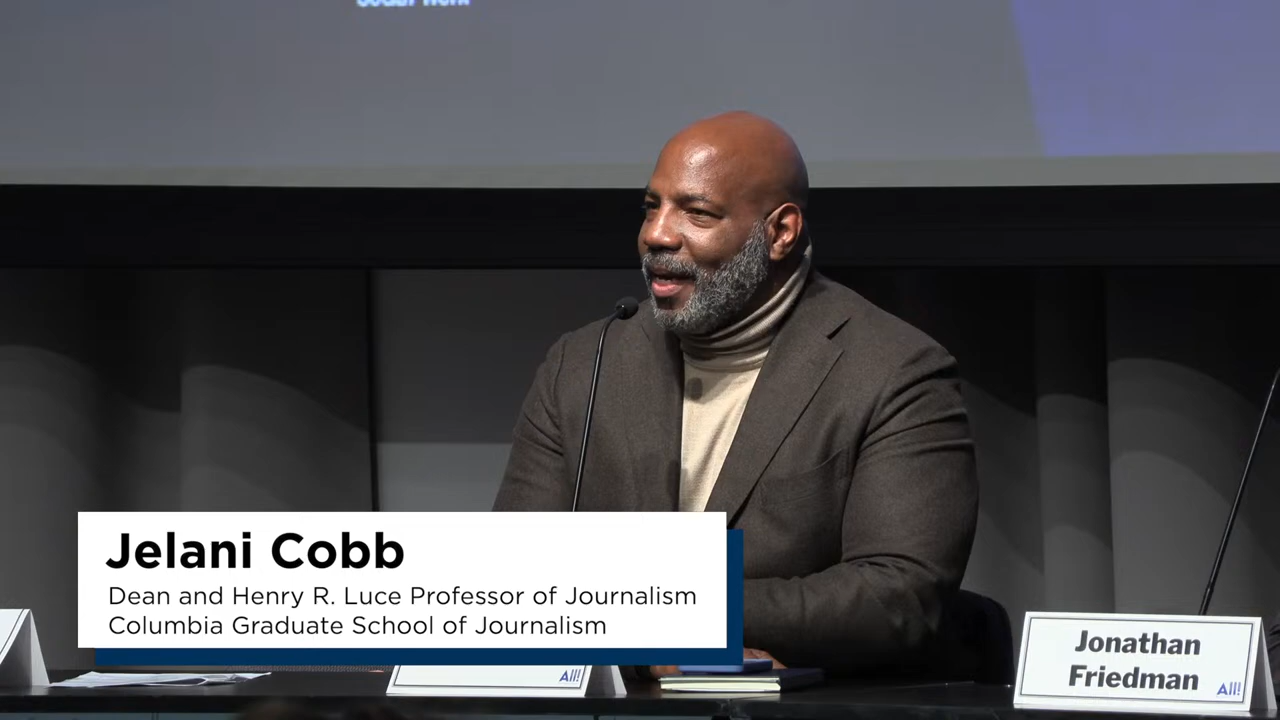 Jelani Cobb
Dean and Henry R. Luce Professor of Journalism
Columbia Graduate School of Journalism
All!
Jonathan
Friedman
All!